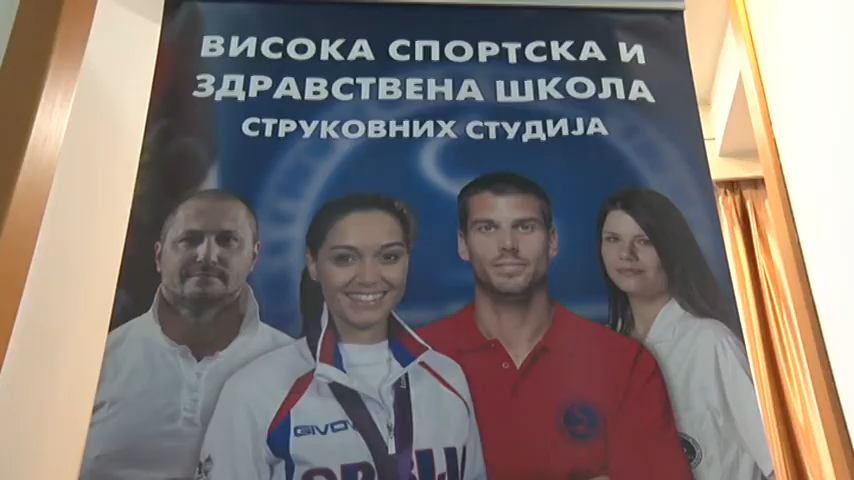 ВИСОКА СПОРТСКА И
ЗДРАВСТВЕНА ШКОЛА
СТРУКОВНИХ СТУДИЈА
GIVOVA